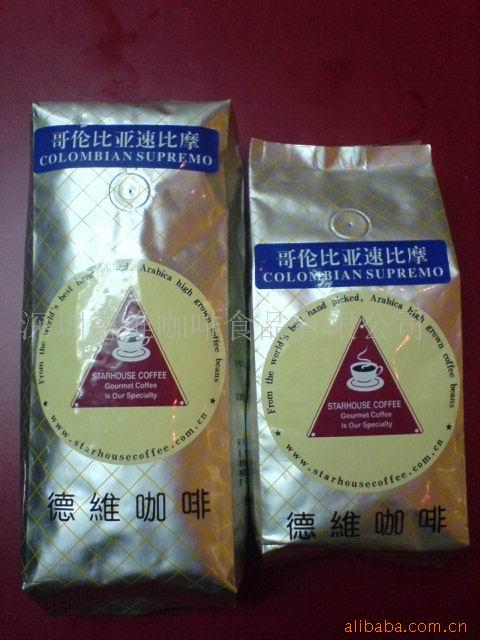 哥伦比亚速比摩
COLOMBIAN SUPREMO
From the world's best hand picked, Arabica high grown coffee beans
STARHOUSE COFFEE
Gourmet Coffee
Is Our Specialty
★ www.starhousecoffee.com.cn ★
德維咖啡
哥伦比亚速比摩
COLOMBIAN SUPREMO
From the world's best hand picked, Arabica high grown coffee beans
STARHOUSE COFFEE
Gourmet Coffee
Is Our Specialty
★ www.starhousecoffee.com.cn ★
德維咖啡
alibaba.com.cn